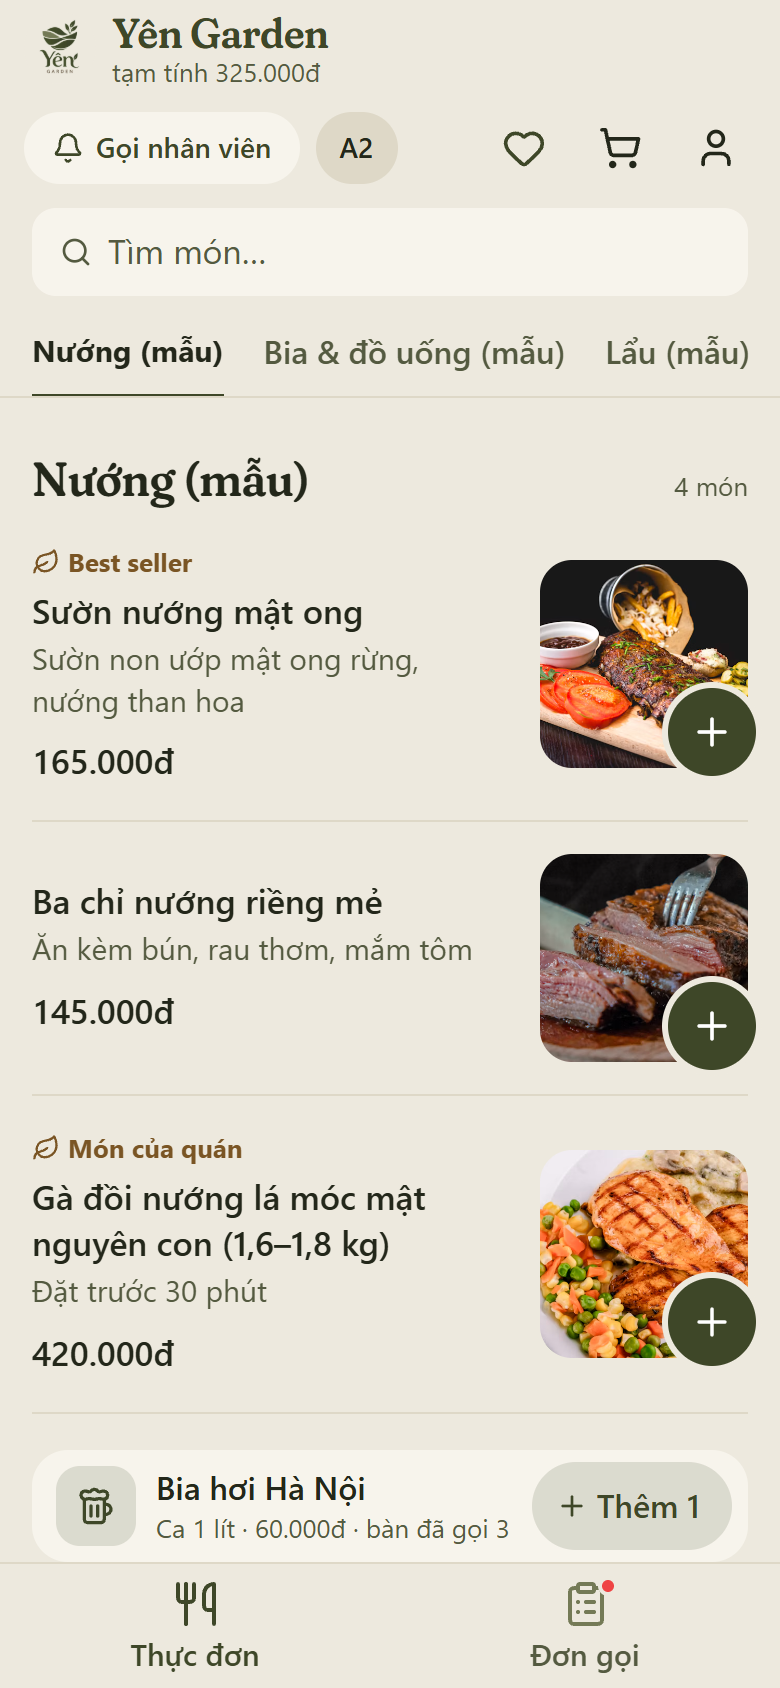 Yên
GARDEN
Yên Garden
tạm tính 325.000đ
Gọi nhân viên
A2
Tìm món...
Nướng (mẫu)
Bia & đồ uống (mẫu)
Lẩu (mẫu)
Nướng (mẫu)
4 món
Best seller
Sườn nướng mật ong
Sườn non ướp mật ong rừng,
nướng than hoa
165.000đ
Ba chỉ nướng riềng mẻ
Ăn kèm bún, rau thơm, mắm tôm
145.000đ
Món của quán
Gà đồi nướng lá móc mật
nguyên con (1,6–1,8 kg)
Đặt trước 30 phút
420.000đ
Bia hơi Hà Nội
Ca 1 lít · 60.000đ · bàn đã gọi 3
+ Thêm 1
Thực đơn
Đơn gọi